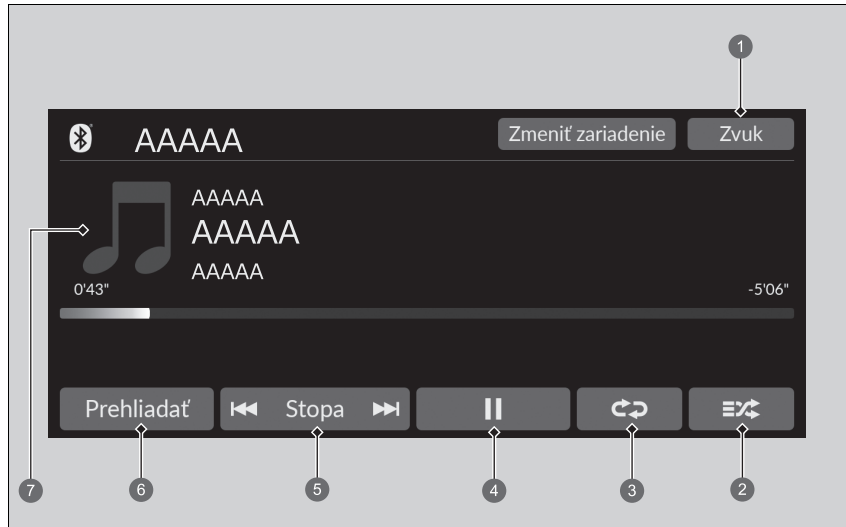 1
AAAAA Zmeniť zariadenie Zvuk
AAAAA
AAAAA
AAAAA
7
0'43" -5'06"
Prehliadať Stopa
6 5 4 3 2